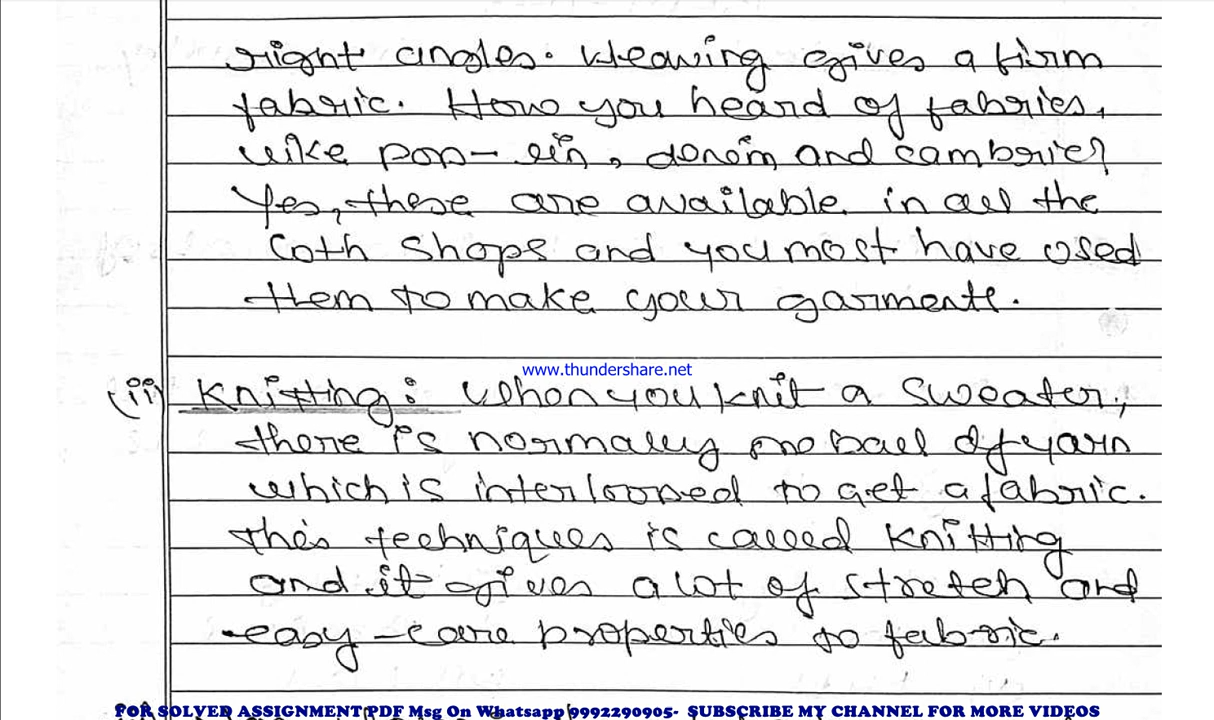 right angles. Weaving gives a firm
fabric. How you heard of fabries,
like pop-lin, denim and cambric?
Yes, these are available in all the
Coth Shops and you most have used
them to make your garments.
www.thundershare.net
(ii) Knitting: When you knit a Sweater,
there is normally one ball of yarn
which is interlooped to get a fabric.
this techniques is called Knitting
and it gives a lot of stretch and
easy-care properties to fabric.
FOR SOLVED ASSIGNMENT PDF Msg On Whatsapp 9992290905- SUBSCRIBE MY CHANNEL FOR MORE VIDEOS